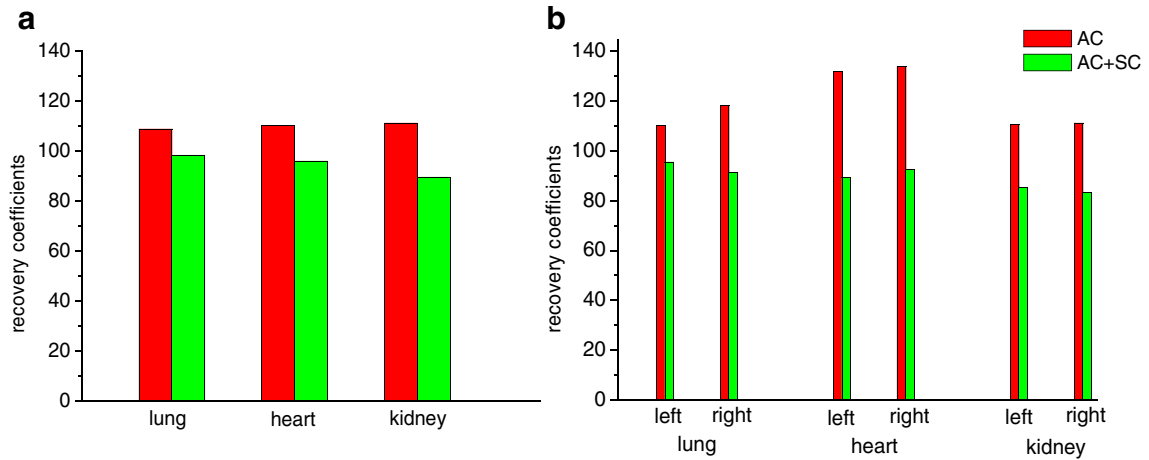 a
140
120
100
80
60
40
20
0
recovery coefficients
lung heart kidney
b
140
120
100
80
60
40
20
0
recovery coefficients
left right left right left right
lung heart kidney
AC
AC+SC